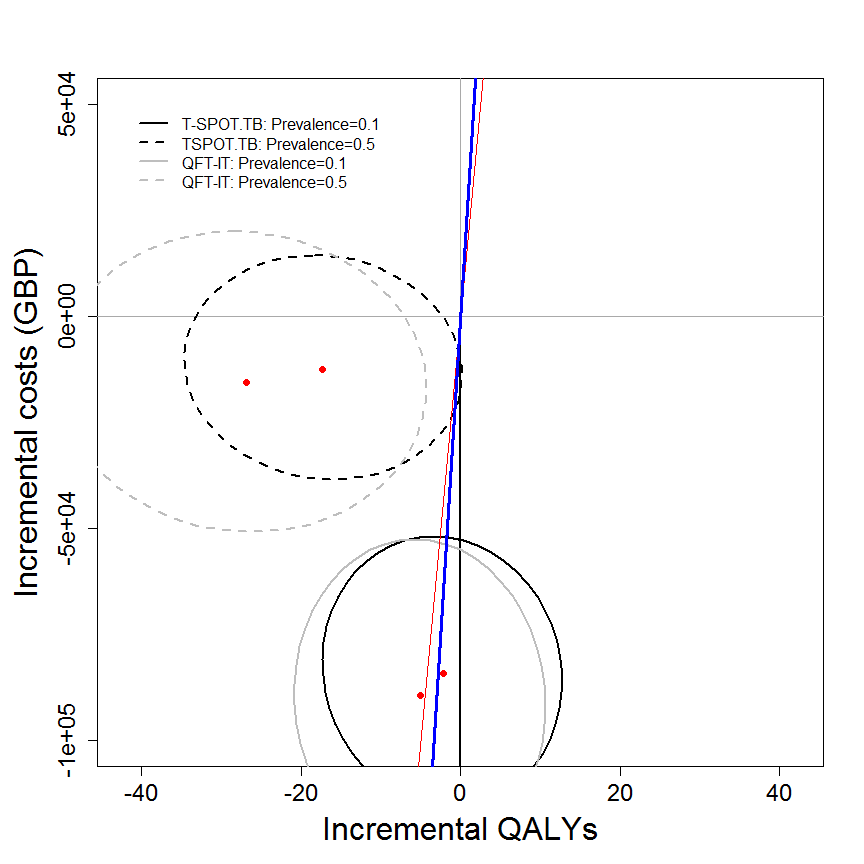 T-SPOT.TB: Prevalence=0.1
TSPOT.TB: Prevalence=0.5
QFT-IT: Prevalence=0.1
QFT-IT: Prevalence=0.5
5e+04
0e+00
-5e+04
-1e+05
Incremental costs (GBP)
-40 -20 0 20 40
Incremental QALYs